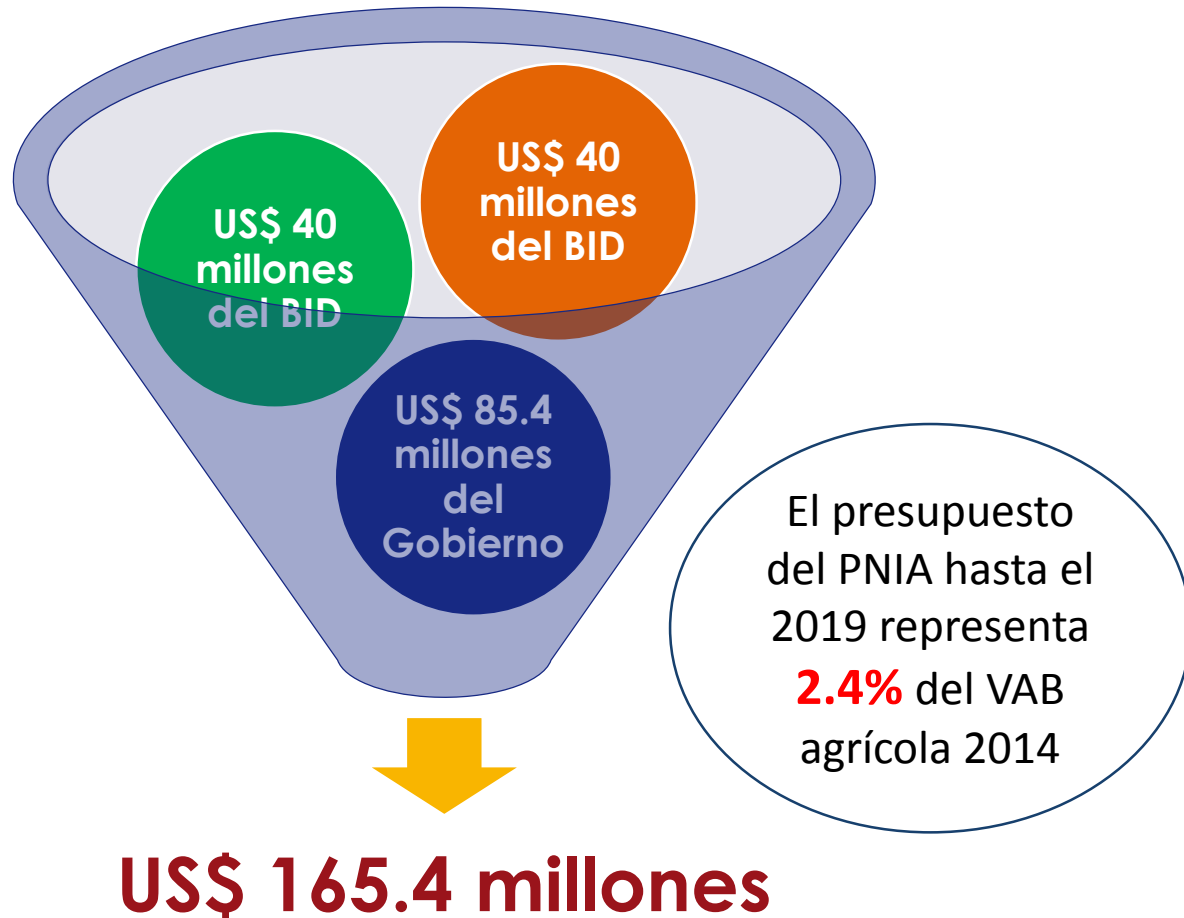 US$ 40
millones
del BID
US$ 40
millones
del BID
US$ 85.4
millones
del
Gobierno
El presupuesto
del PNIA hasta el
2019 representa
2.4% del VAB
agrícola 2014
US$ 165.4 millones